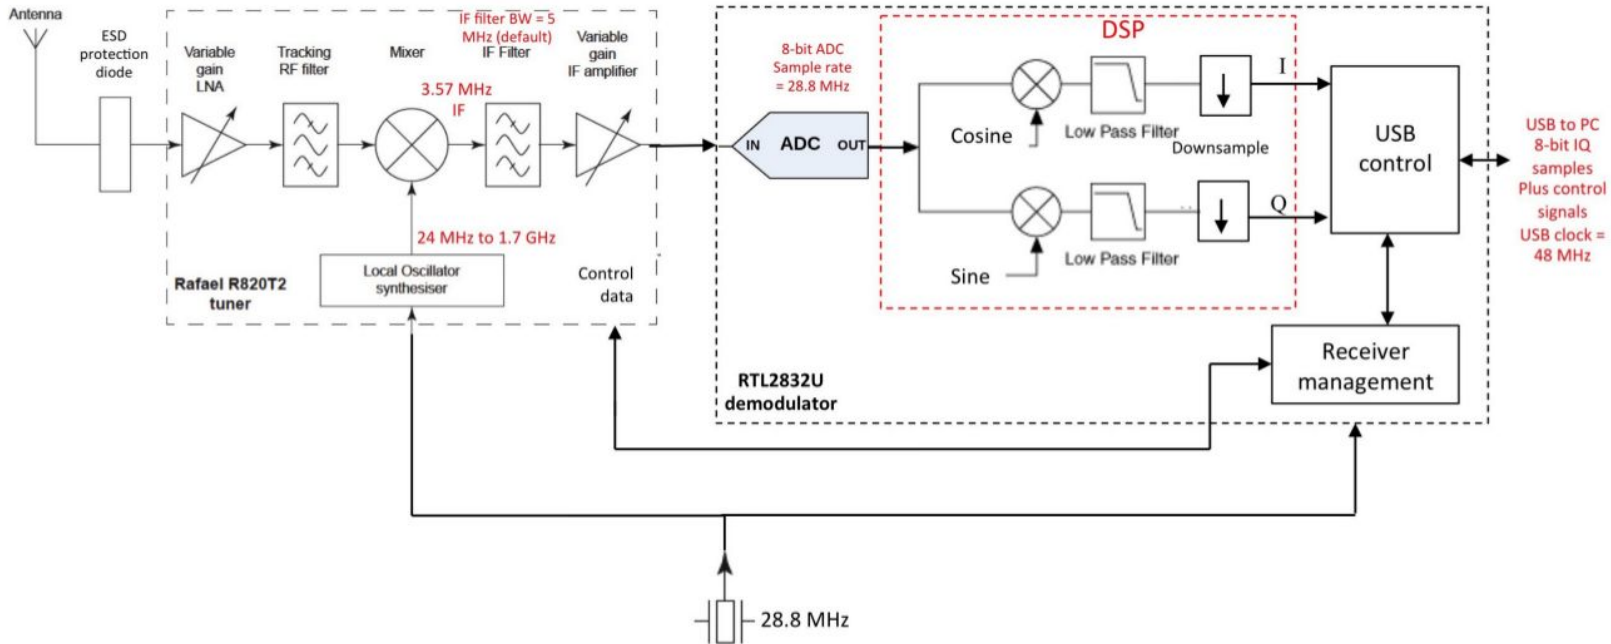 Antenna
ESD
protection
diode
Variable
gain
LNA
Tracking
RF filter
Mixer
IF filter BW = 5
MHz (default)
IF Filter
Variable
gain
IF amplifier
3.57 MHz
IF
24 MHz to 1.7 GHz
Local Oscillator
synthesiser
Rafael R820T2
tuner
Control
data
8-bit ADC
Sample rate
= 28.8 MHz
IN ADC OUT
DSP
Cosine
Low Pass Filter
Downsample
I
Sine
Low Pass Filter
Q
USB
control
USB to PC
8-bit IQ
samples
Plus control
signals
USB clock =
48 MHz
Receiver
management
RTL2832U
demodulator
28.8 MHz